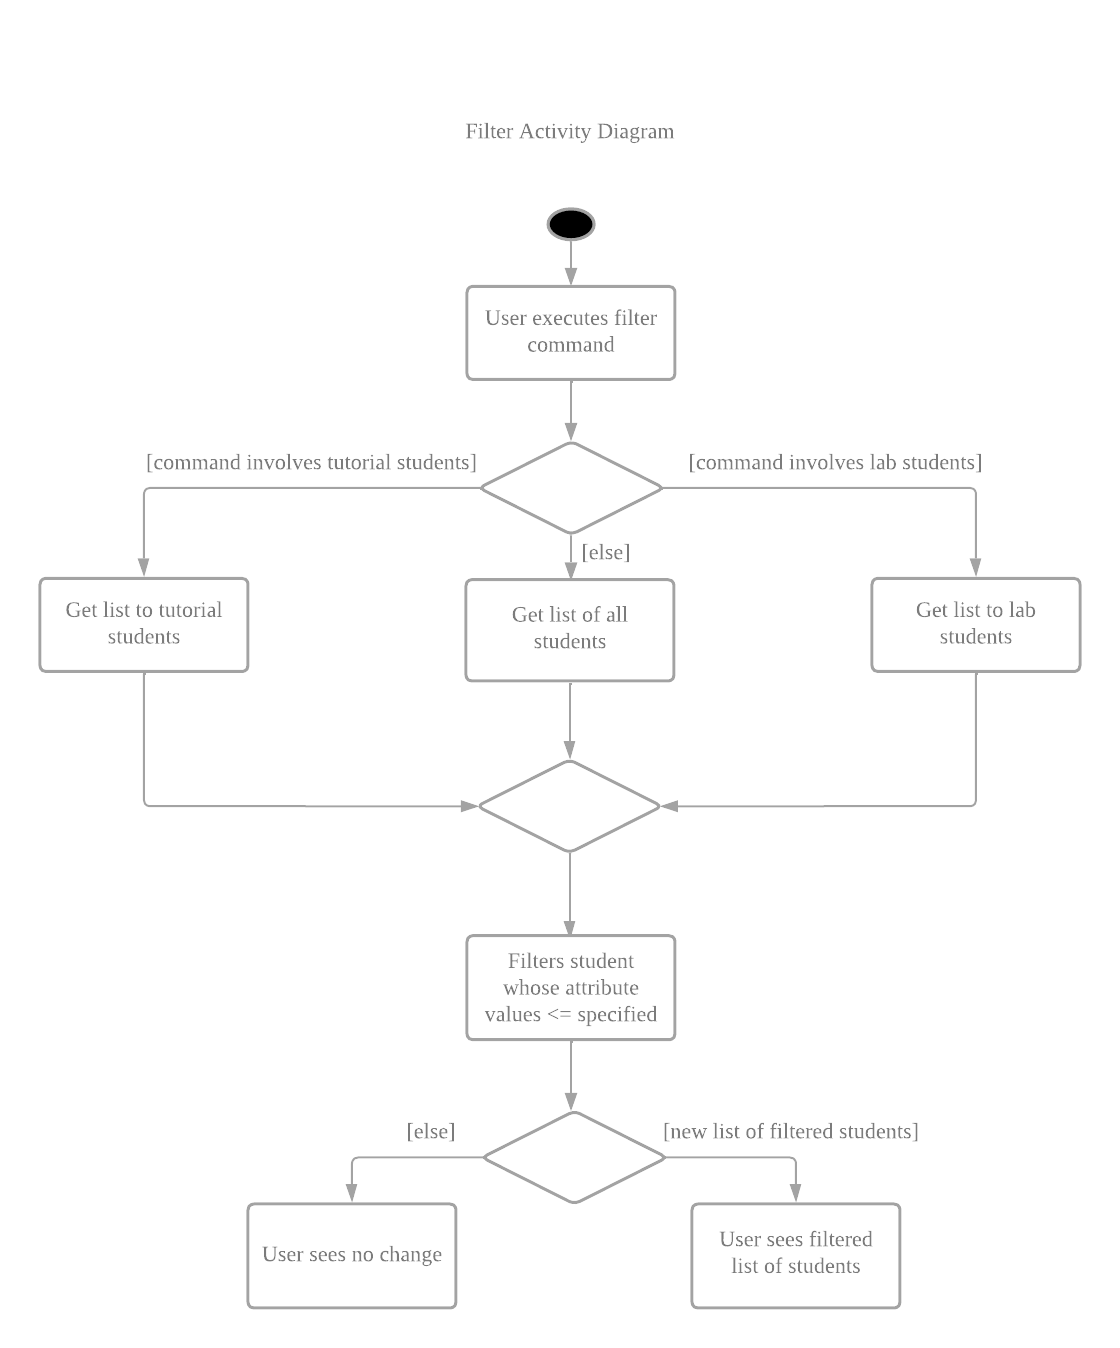 Filter Activity Diagram
User executes filter
command
[command involves tutorial students]
[command involves lab students]
[else]
Get list to tutorial
students
Get list of all
students
Get list to lab
students
Filters student
whose attribute
values <= specified
[else]
[new list of filtered students]
User sees no change
User sees filtered
list of students